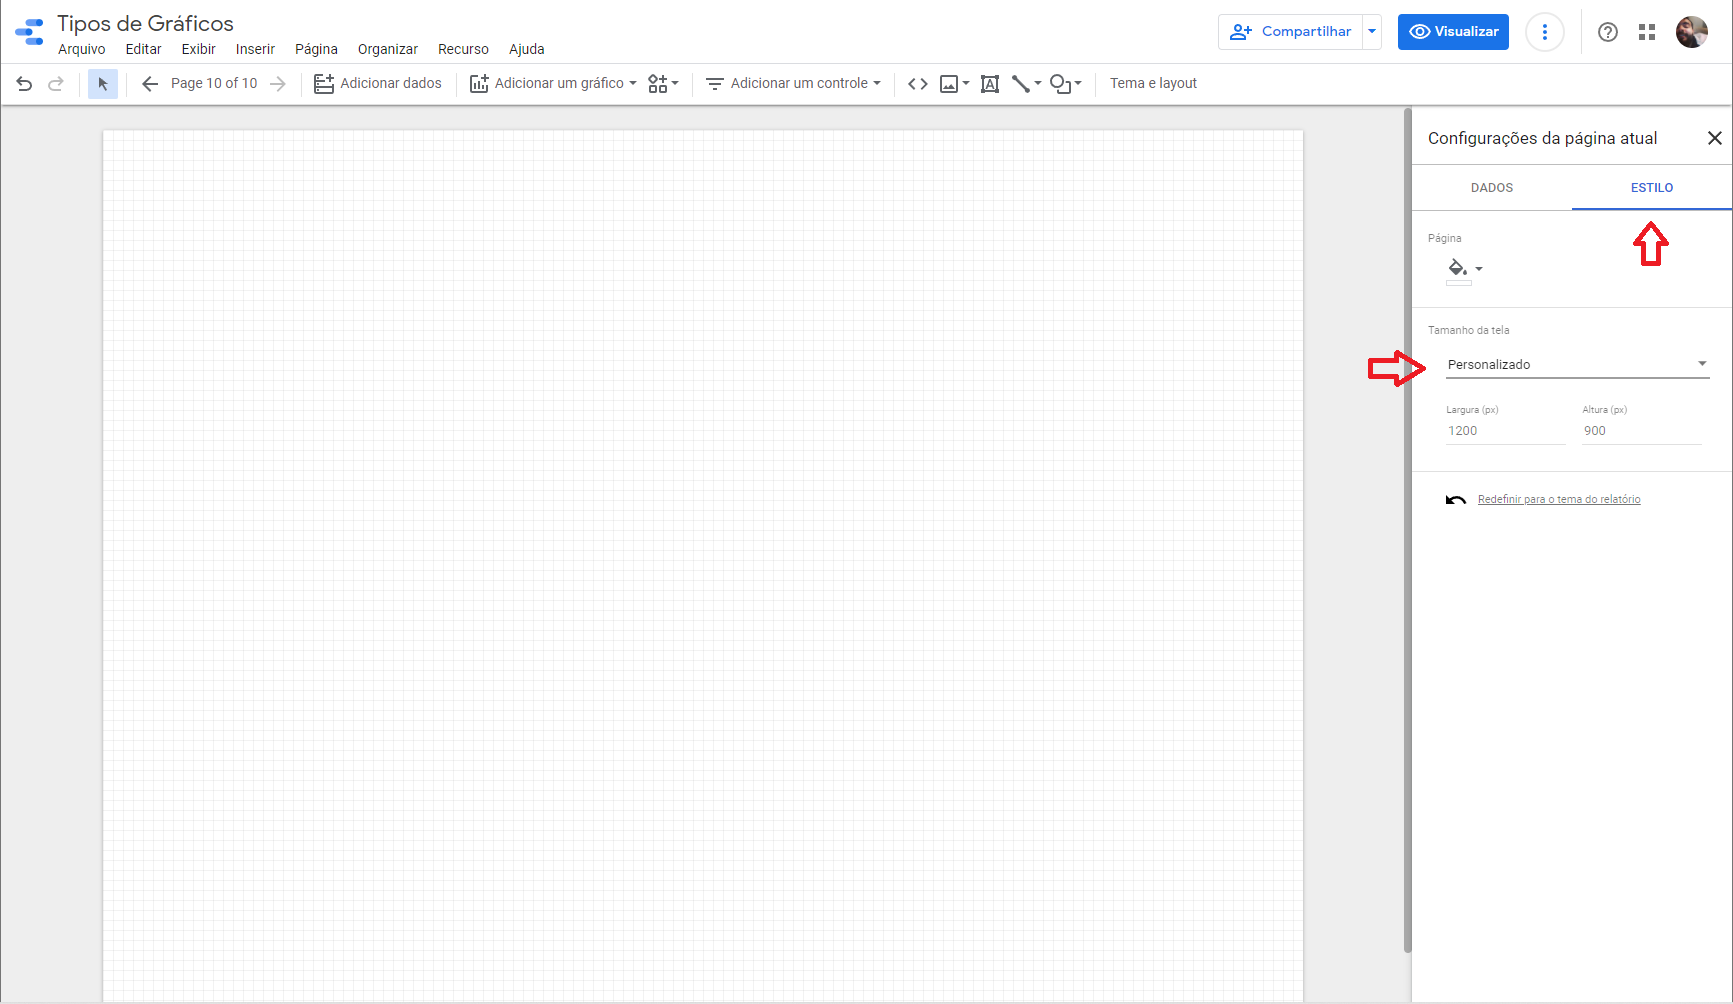 Tipos de Gráficos
Arquivo Editar Exibir Inserir Página Organizar Recurso Ajuda
Compartilhar
Visualizar
Page 10 of 10
Adicionar dados
Adicionar um gráfico
Adicionar um controle
Tema e layout
Configurações da página atual
DADOS ESTILO
Página
Tamanho da tela
Personalizado
Largura (px) Altura (px)
1200 900
Redefinir para o tema do relatório